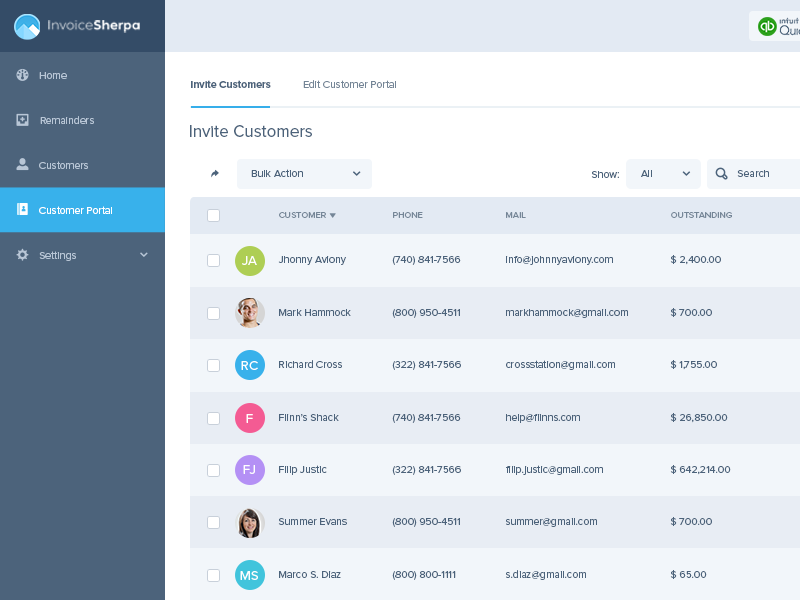 InvoiceSherpa
qb intuit
Home
Invite Customers Edit Customer Portal
Remainders
Invite Customers
Customers
Bulk Action Show: All Search
Customer Portal
CUSTOMER ▼ PHONE MAIL OUTSTANDING
Settings
JA Jhonny Aviony (740) 841-7566 info@johnnyaviony.com $ 2,400.00
Mark Hammock (800) 950-4511 markhammock@gmail.com $ 700.00
RC Richard Cross (322) 841-7566 crossstation@gmail.com $ 1,755.00
F Flinn's Shack (740) 841-7566 help@flinns.com $ 26,850.00
FJ Filip Justic (322) 841-7566 filip.justic@gmail.com $ 642,214.00
Summer Evans (800) 950-4511 summer@gmail.com $ 700.00
MS Marco S. Diaz (800) 800-1111 s.diaz@gmail.com $ 65.00